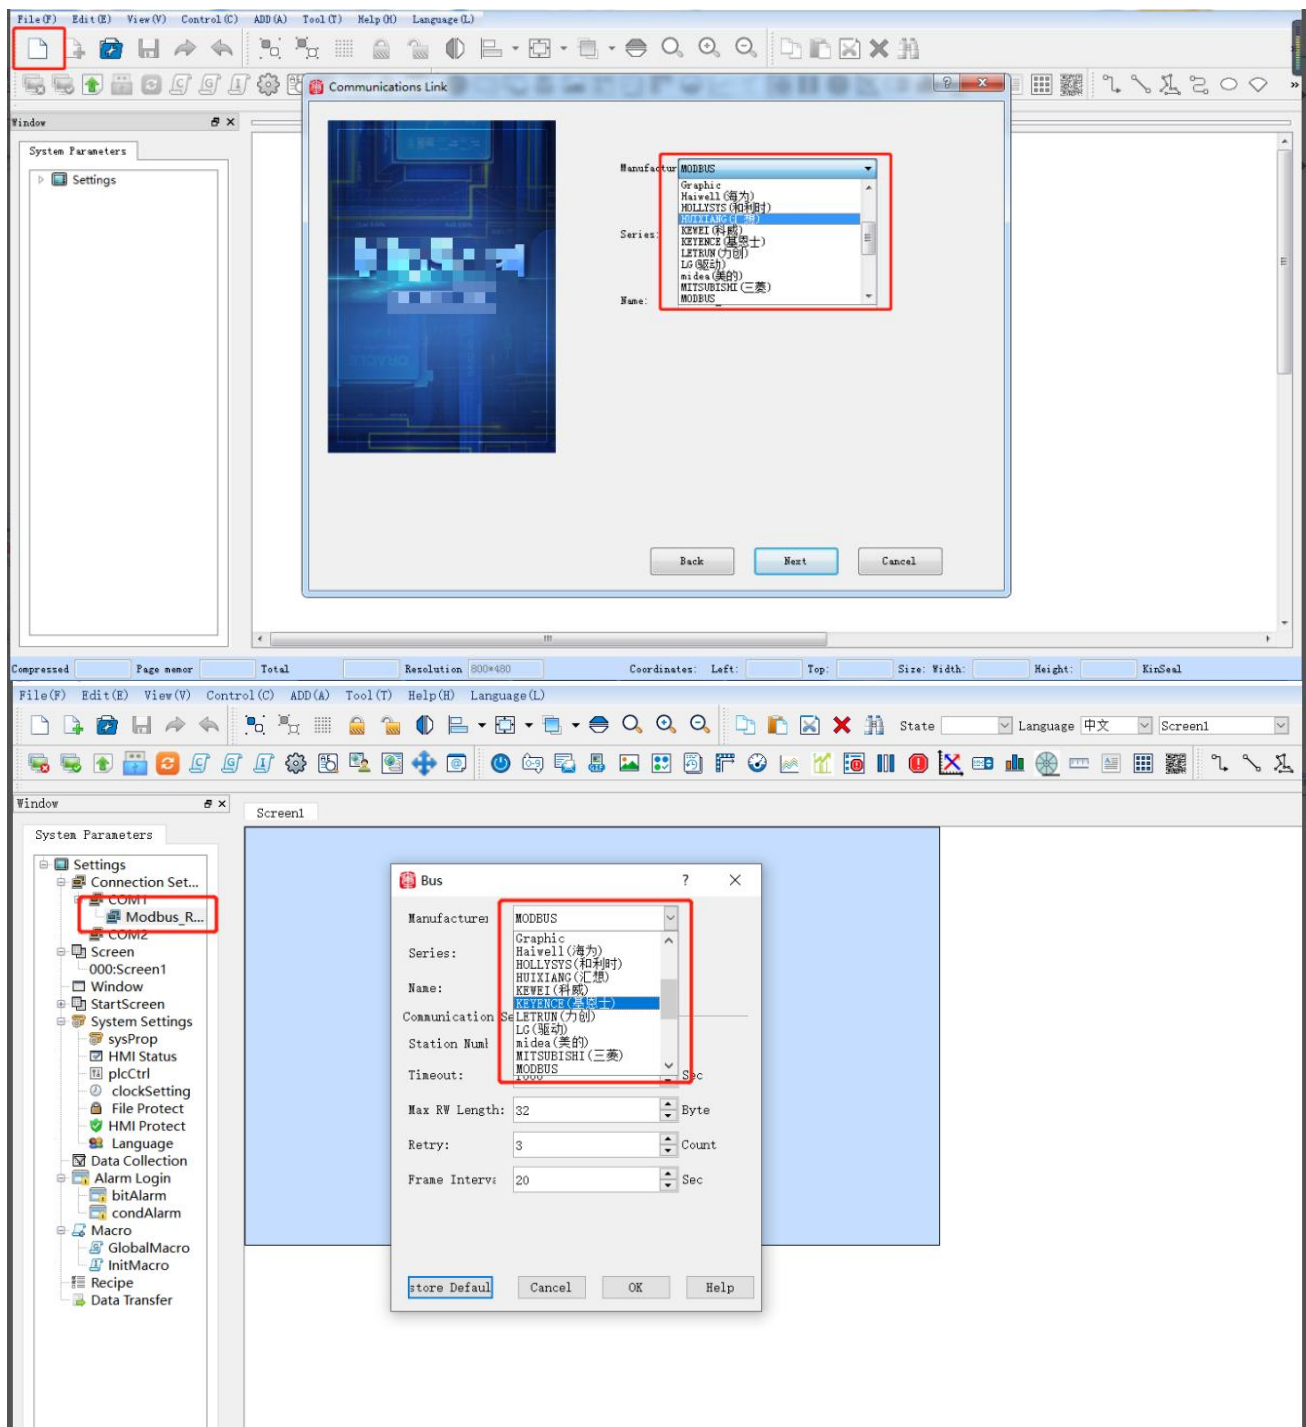 File(F) Edit(E) View(V) Control(C) ADD(A) Tool(T) Help(H) Language(L)
Communications Link
Window
System Parameters
Settings
Manufactur
MODBUS
Graphic
Haiwell(海为)
HOLLYSYS(和利时)
HUIXIANG(汇想)
KEWEI(科威)
KEYENCE(基恩士)
LETRUN(力创)
LG(驱动)
midea(美的)
MITSUBISHI(三菱)
MODBUS
Series:
Name:
Back Next Cancel
Compressed Page memor Total Resolution 800*480 Coordinates: Left: Top: Size: Width: Height: KinSeal
File(F) Edit(E) View(V) Control(C) ADD(A) Tool(T) Help(H) Language(L)
State Language 中文 Screen1
Window
Screen1
System Parameters
Settings
Connection Set...
COM1
Modbus_R...
COM2
Screen
000:Screen1
Window
StartScreen
System Settings
sysProp
HMI Status
plcCtrl
clockSetting
File Protect
HMI Protect
Language
Data Collection
Alarm Login
bitAlarm
condAlarm
Macro
GlobalMacro
InitMacro
Recipe
Data Transfer
Bus
Manufacturer MODBUS
Graphic
Haiwell(海为)
HOLLYSYS(和利时)
HUIXIANG(汇想)
KEWEI(科威)
KEYENCE(基恩士)
LETRUN(力创)
LG(驱动)
midea(美的)
MITSUBISHI(三菱)
MODBUS
Series:
Name:
Communication Se
Station Numl
Timeout: 1000 Sec
Max RW Length: 32 Byte
Retry: 3 Count
Frame Interva 20 Sec
store Defaul Cancel OK Help